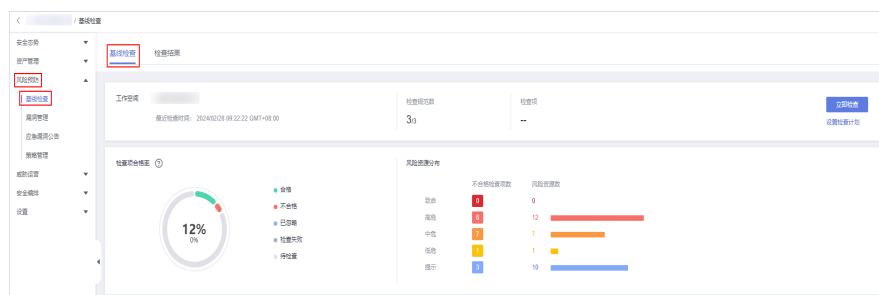 / 基线检查
安全态势
资产管理
风险预防
基线检查
漏洞管理
应急漏洞公告
策略管理
威胁运营
安全编排
设置
基线检查 检查结果
工作空间
最近检查时间： 2024/02/28 09:22:22 GMT+08:00
检查规范数
3/3
检查项
--
立即检查
设置检查计划
检查项合格率 ?
12%
0%
合格
不合格
已忽略
检查失败
待检查
风险资源分布
不合格检查项数 风险资源数
致命 0 0
高危 6 12
中危 7 7
低危 1 1
提示 3 10